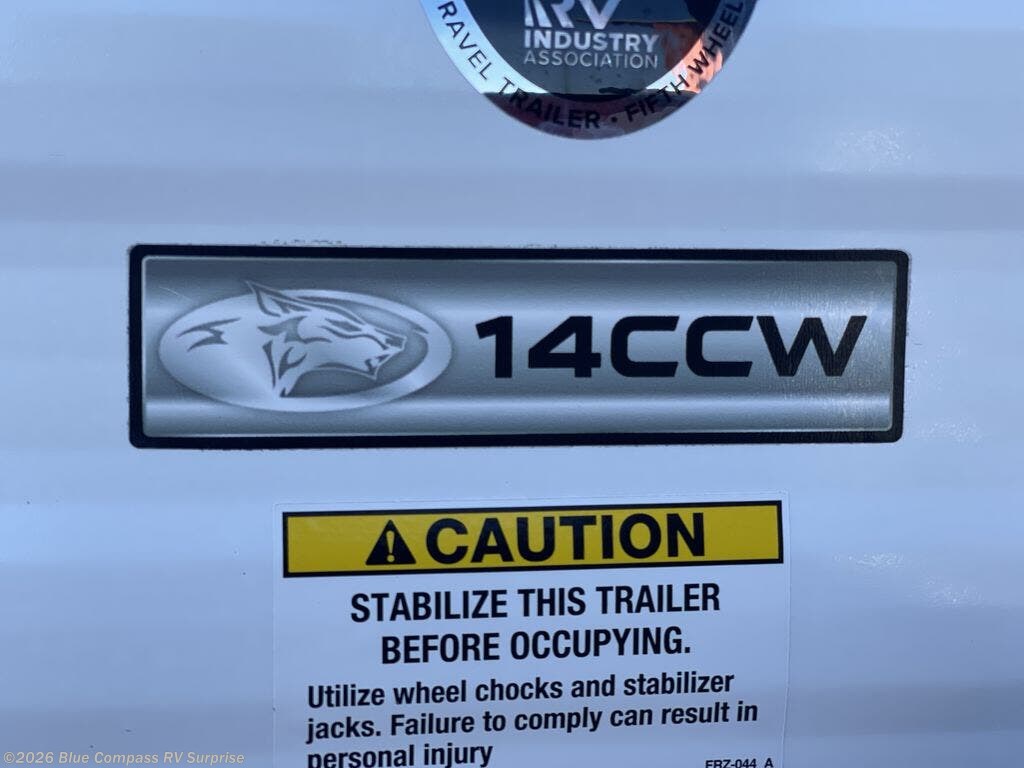 RV
INDUSTRY
ASSOCIATION
RAVEL TRAILER · FIFTH WHEEL
14CCW
CAUTION
STABILIZE THIS TRAILER
BEFORE OCCUPYING.
Utilize wheel chocks and stabilizer
jacks. Failure to comply can result in
personal injury
FRZ-044 A
©2026 Blue Compass RV Surprise